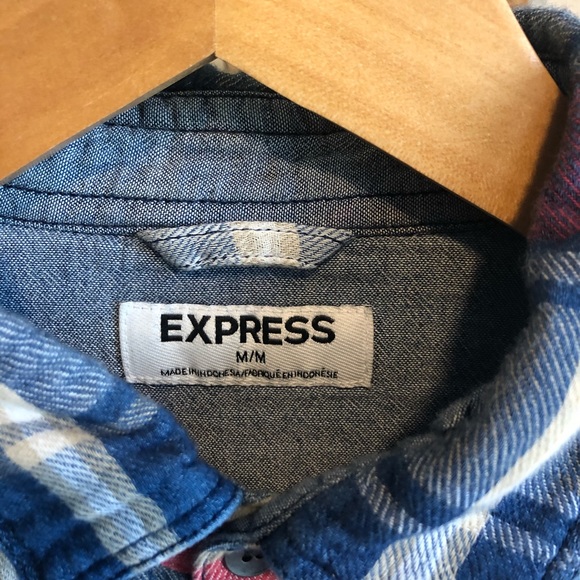 EXPRESS
M/M
MADE IN INDONESIA/FABRIQUÉ EN INDONÉSIE